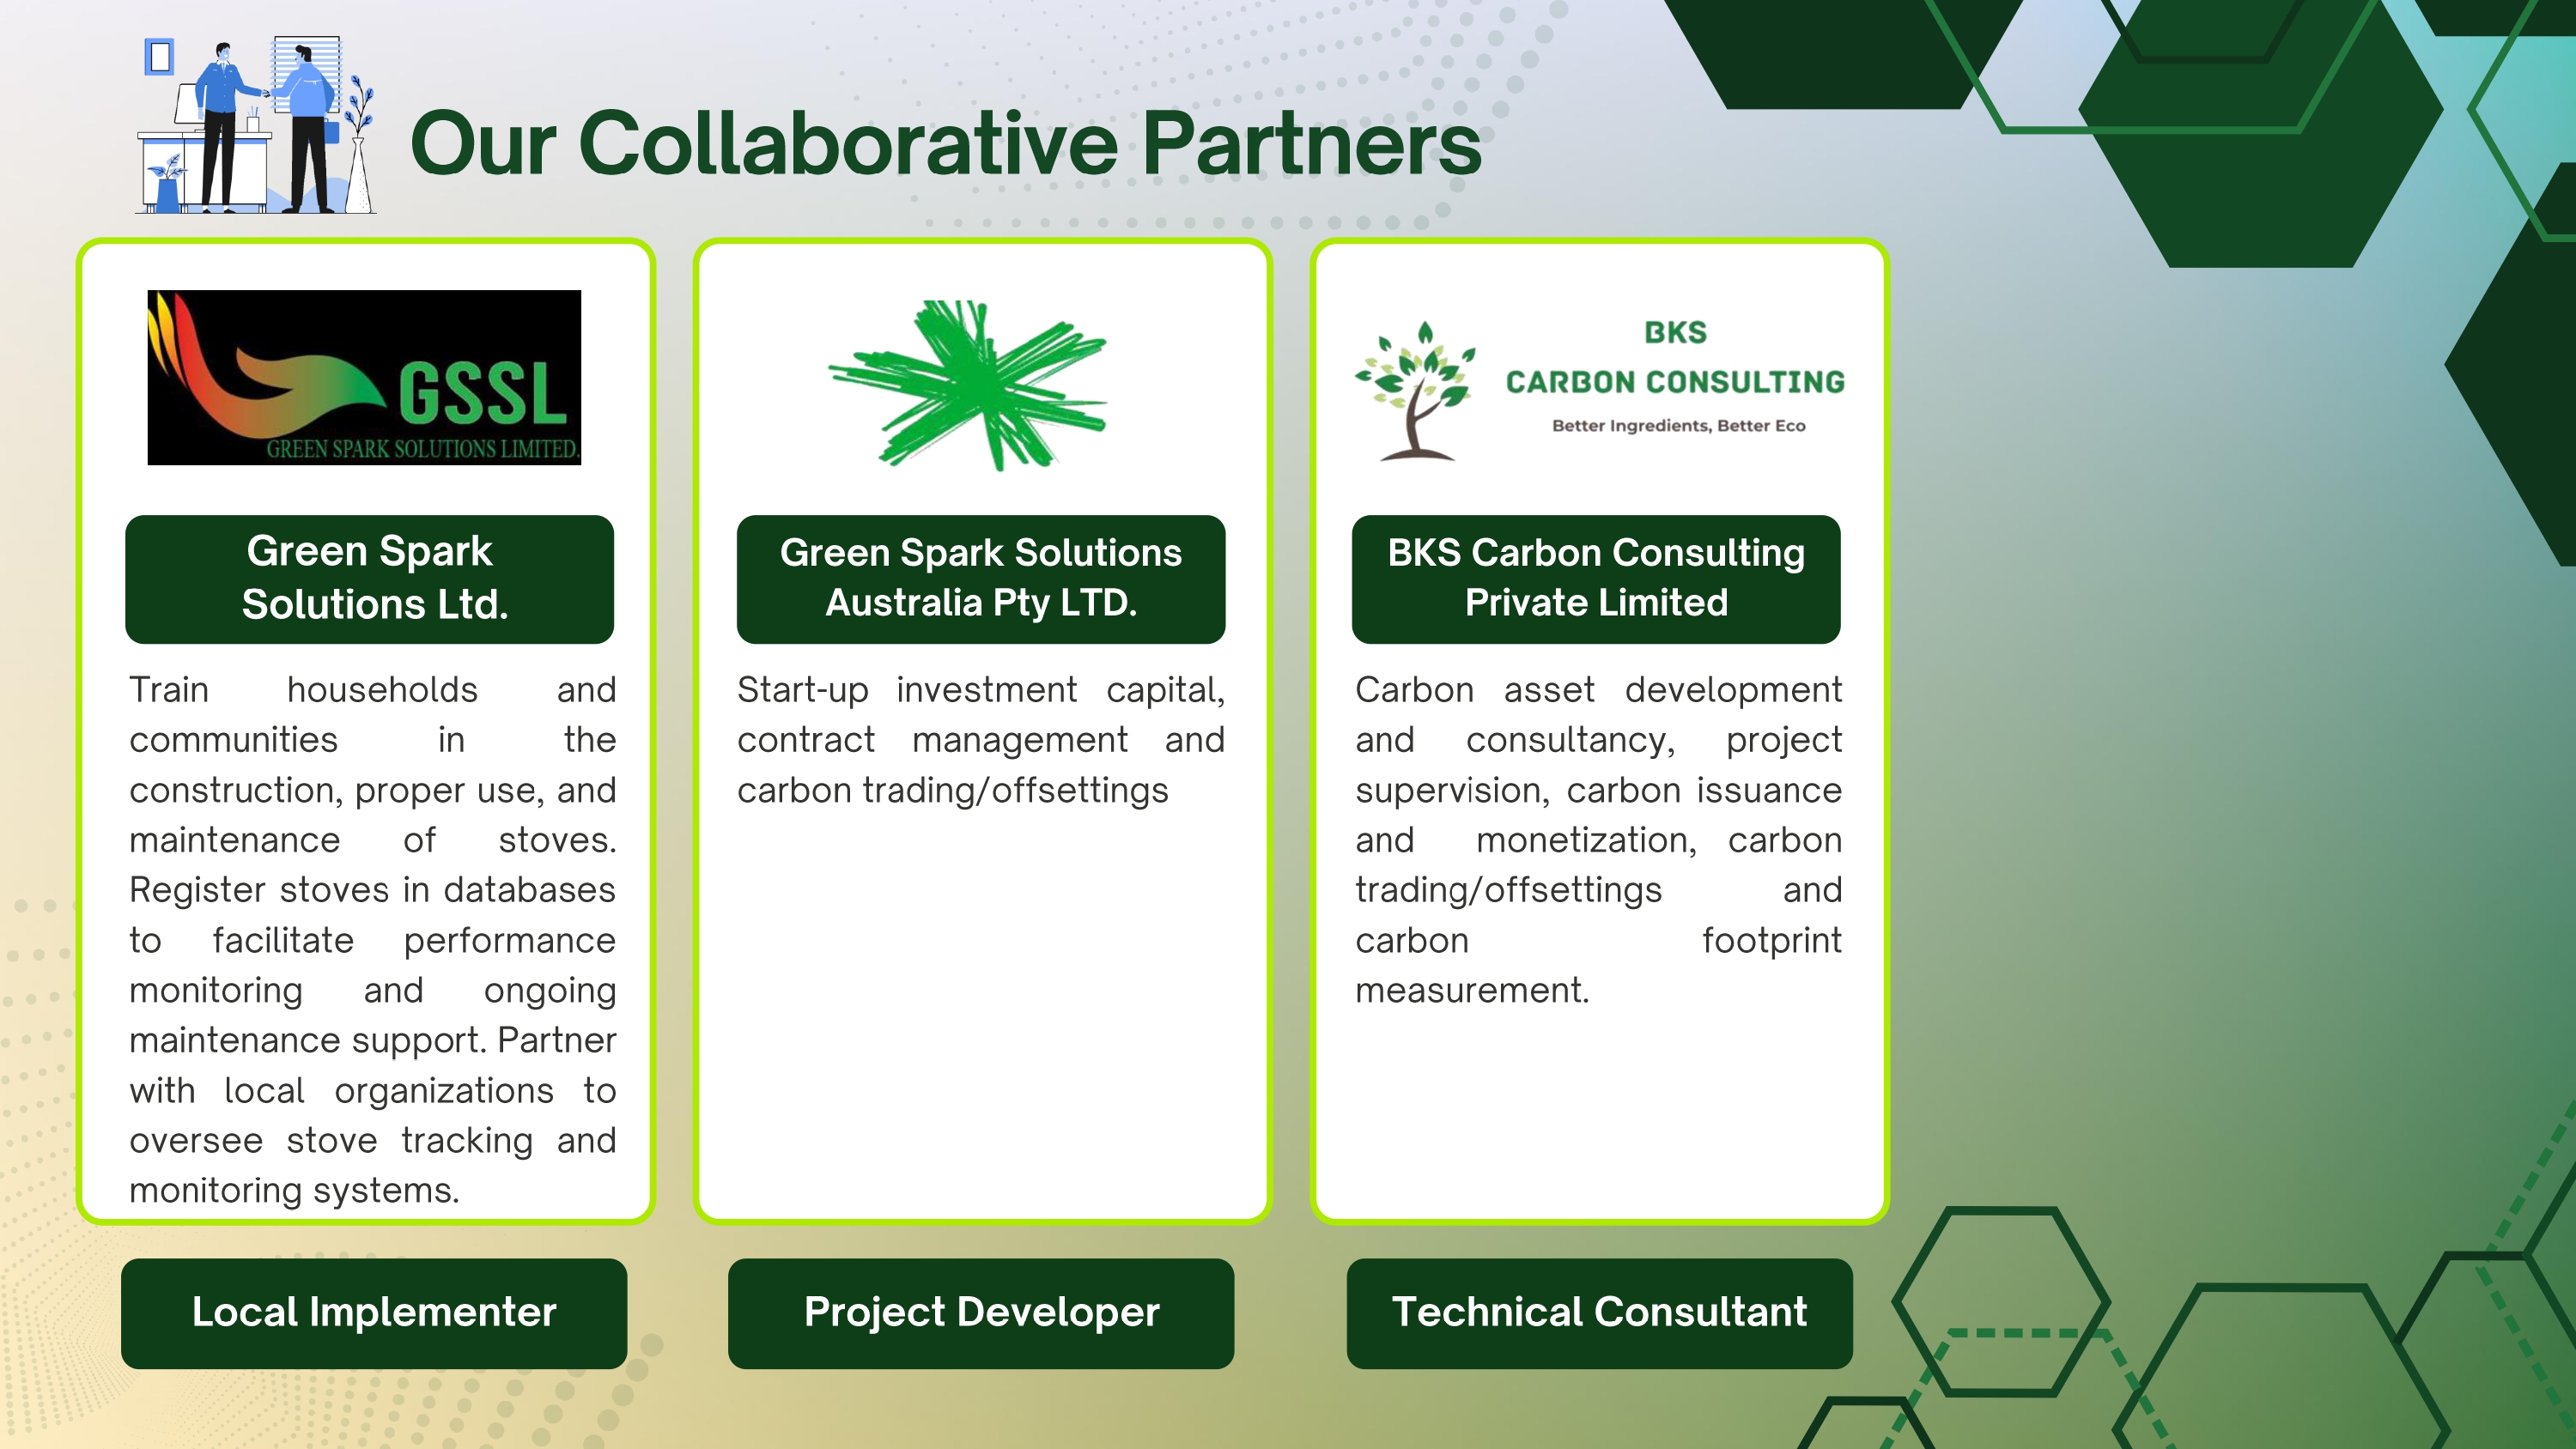 Our Collaborative Partners
GSSL
GREEN SPARK SOLUTIONS LIMITED.
Green Spark
Solutions Ltd.
Train households and
communities in the
construction, proper use, and
maintenance of stoves.
Register stoves in databases
to facilitate performance
monitoring and ongoing
maintenance support. Partner
with local organizations to
oversee stove tracking and
monitoring systems.
Local Implementer
Green Spark Solutions
Australia Pty LTD.
Start-up investment capital,
contract management and
carbon trading/offsettings
Project Developer
BKS
CARBON CONSULTING
Better Ingredients, Better Eco
BKS Carbon Consulting
Private Limited
Carbon asset development
and consultancy, project
supervision, carbon issuance
and monetization, carbon
trading/offsettings and
carbon footprint
measurement.
Technical Consultant